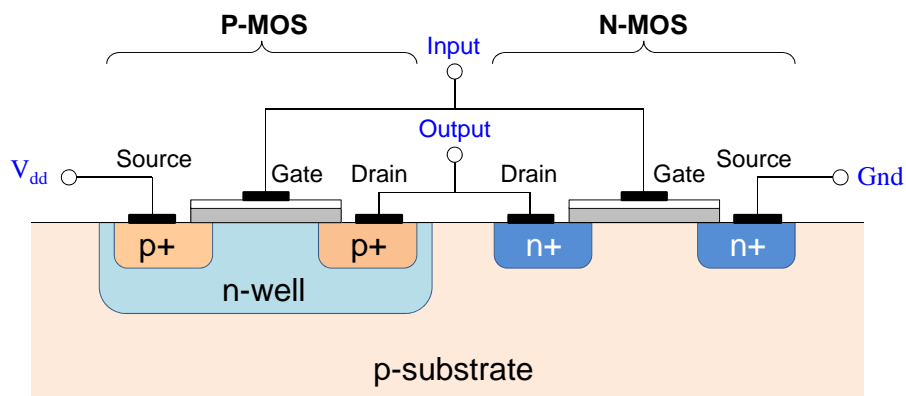 P-MOS
Input
N-MOS
Output
V_dd
Source
Gate
Drain
Drain
Gate
Source
Gnd
p+
p+
n+
n+
n-well
p-substrate